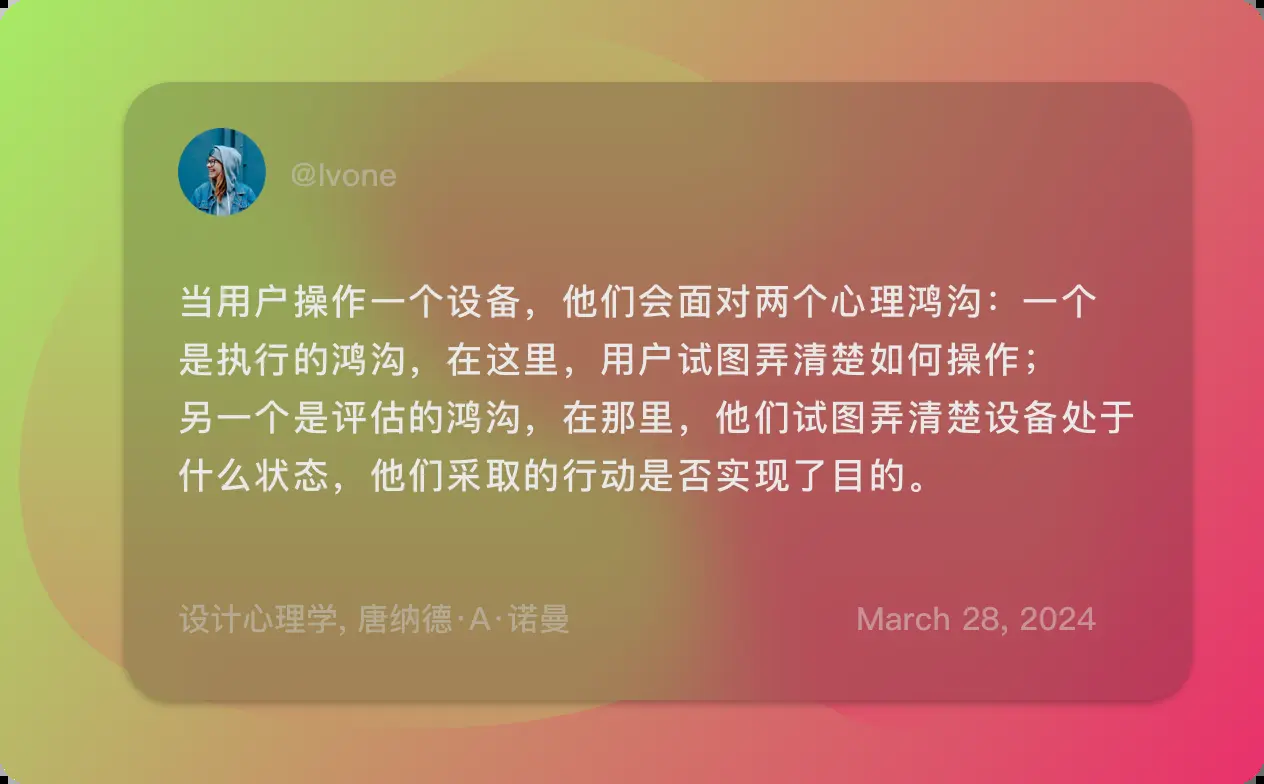 @lvone
当用户操作一个设备，他们会面对两个心理鸿沟：一个
是执行的鸿沟，在这里，用户试图弄清楚如何操作；
另一个是评估的鸿沟，在那里，他们试图弄清楚设备处于
什么状态，他们采取的行动是否实现了目的。
设计心理学, 唐纳德·A·诺曼
March 28, 2024